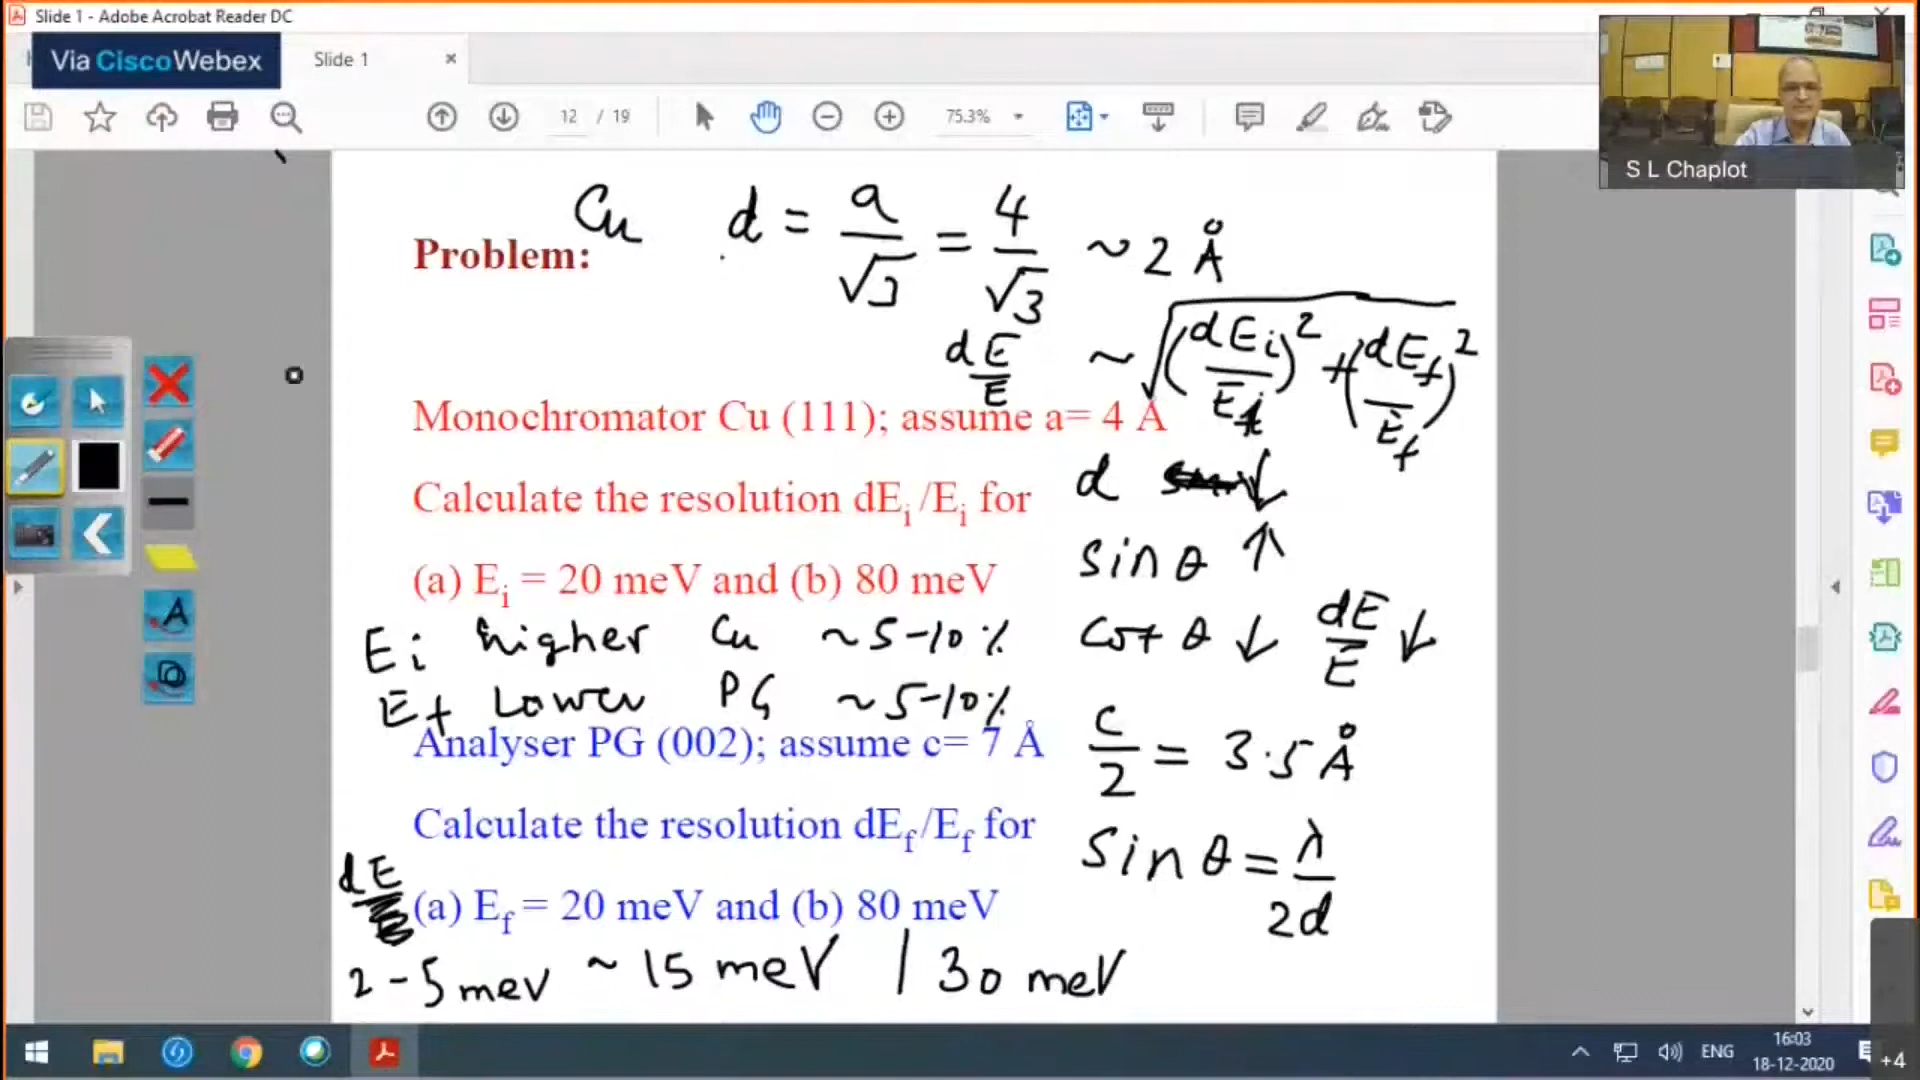 Slide 1 - Adobe Acrobat Reader DC
Via CiscoWebex
Slide 1
12 / 19
75.3%
S L Chaplot
Cu d = a/√3 = 4/√3 ~ 2 Å
Problem:
dE/E ~ √((dEi/Ei)² + (dEf/Ef)²)
Monochromator Cu (111); assume a= 4 Å
d ↓
Calculate the resolution dEi /Ei for
sin θ ↑
(a) Ei = 20 meV and (b) 80 meV
Ei higher Cu ~ 5-10 %
cot θ ↓ dE/E ↓
Ef Lower PG ~ 5-10 %
Analyser PG (002); assume c= 7 Å
c/2 = 3.5 Å
Calculate the resolution dEf /Ef for
sin θ = λ/2d
dE
(a) Ef = 20 meV and (b) 80 meV
2 - 5 mev ~ 15 meV | 30 meV
ENG
16:03
18-12-2020
+4